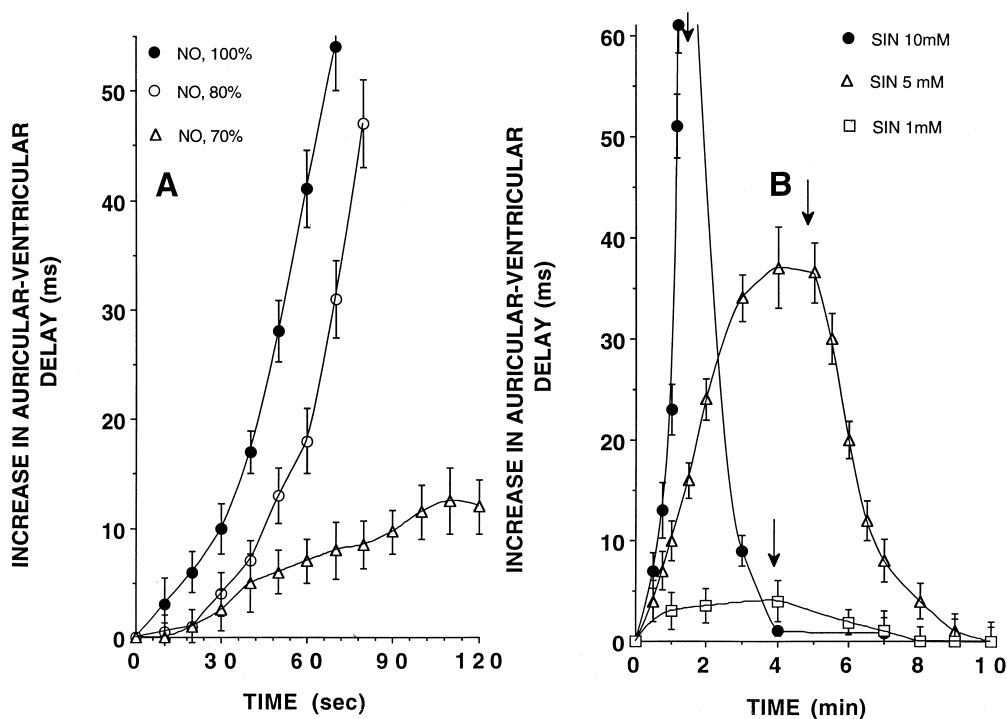 NO, 100%
NO, 80%
NO, 70%
A
INCREASE IN AURICULAR-VENTRICULAR
DELAY (ms)
50
40
30
20
10
0
0 30 60 90 120
TIME (sec)
SIN 10mM
SIN 5 mM
SIN 1mM
B
INCREASE IN AURICULAR-VENTRICULAR
DELAY (ms)
60
50
40
30
20
10
0
0 2 4 6 8 10
TIME (min)